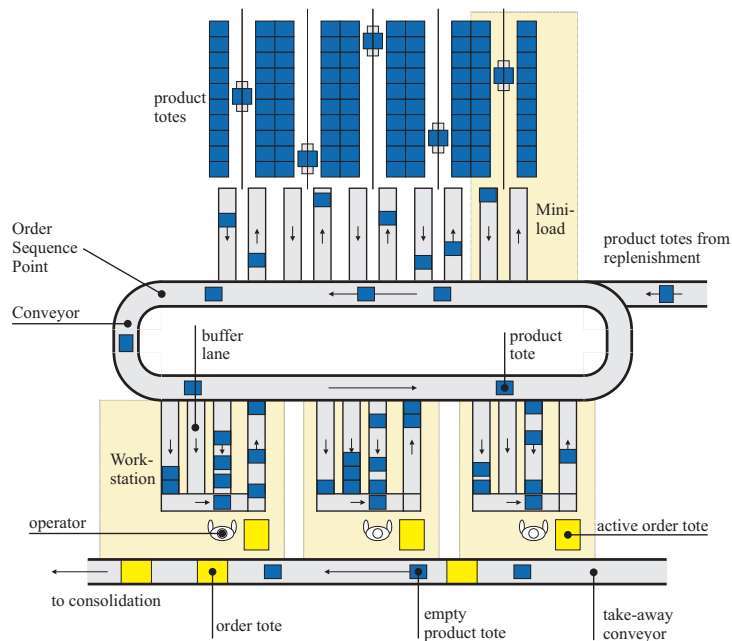 product
totes
Mini-
load
Order
Sequence
Point
product totes from
replenishment
Conveyor
buffer
lane
product
tote
Work-
station
operator
active order tote
to consolidation
order tote
empty
product tote
take-away
conveyor